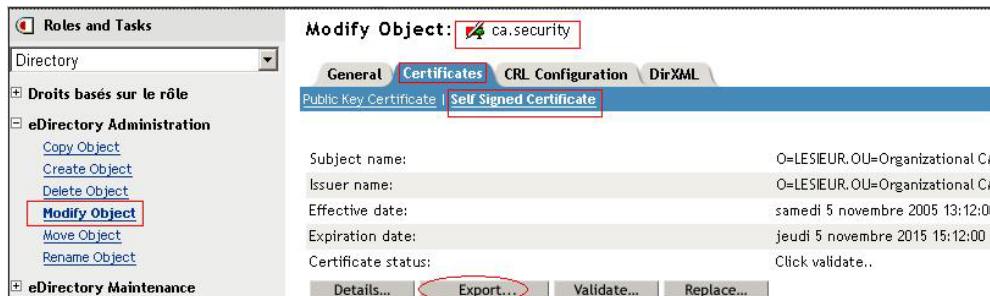 Roles and Tasks
Directory
Droits basés sur le rôle
eDirectory Administration
Copy Object
Create Object
Delete Object
Modify Object
Move Object
Rename Object
eDirectory Maintenance
Modify Object: ca.security
General Certificates CRL Configuration DirXML
Public Key Certificate | Self Signed Certificate
Subject name: O=LESIEUR.OU=Organizational
Issuer name: O=LESIEUR.OU=Organizational
Effective date: samedi 5 novembre 2005
Expiration date: jeudi 5 novembre 2015 15:12:00
Certificate status: Click validate..
Details... Export... Validate... Replace...